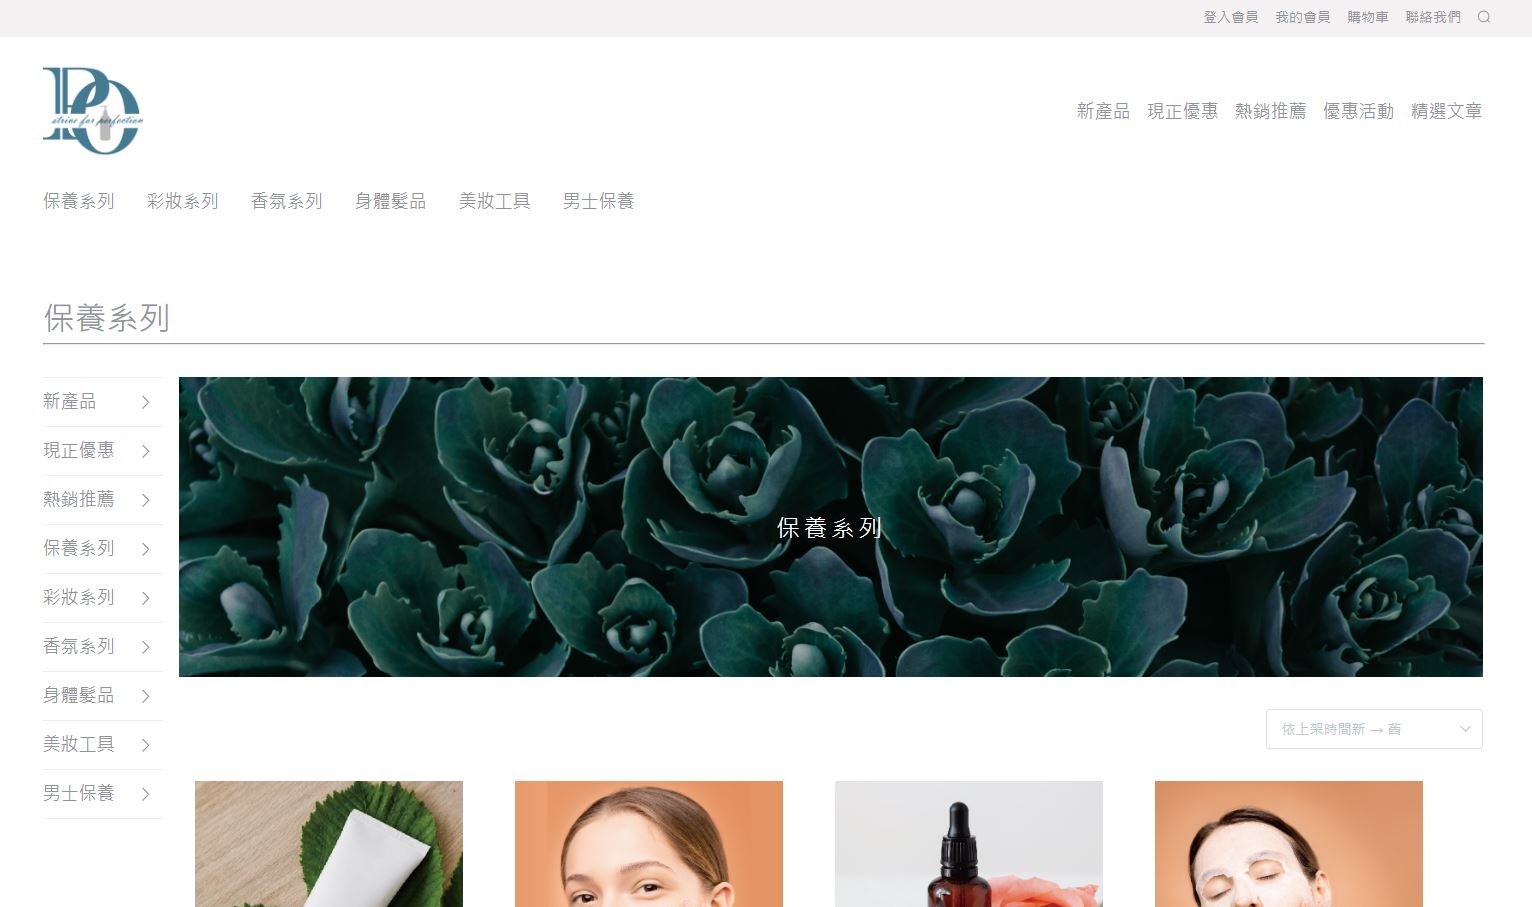 登入會員 我的會員 購物車 聯絡我們
PO
strive for perfection
新產品 現正優惠 熱銷推薦 優惠活動 精選文章
保養系列 彩妝系列 香氛系列 身體髮品 美妝工具 男士保養
保養系列
新產品
現正優惠
熱銷推薦
保養系列
彩妝系列
香氛系列
身體髮品
美妝工具
男士保養
保養系列
依上架時間新 → 舊